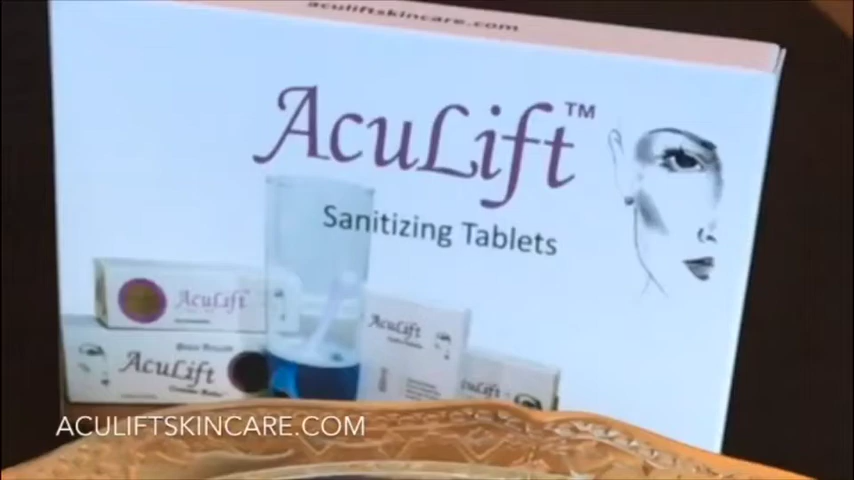 aculiftskincare.com
AcuLift™
Sanitizing Tablets
AcuLift
AcuLift
AcuLift
AcuLift
ACULIFTSKINCARE.COM